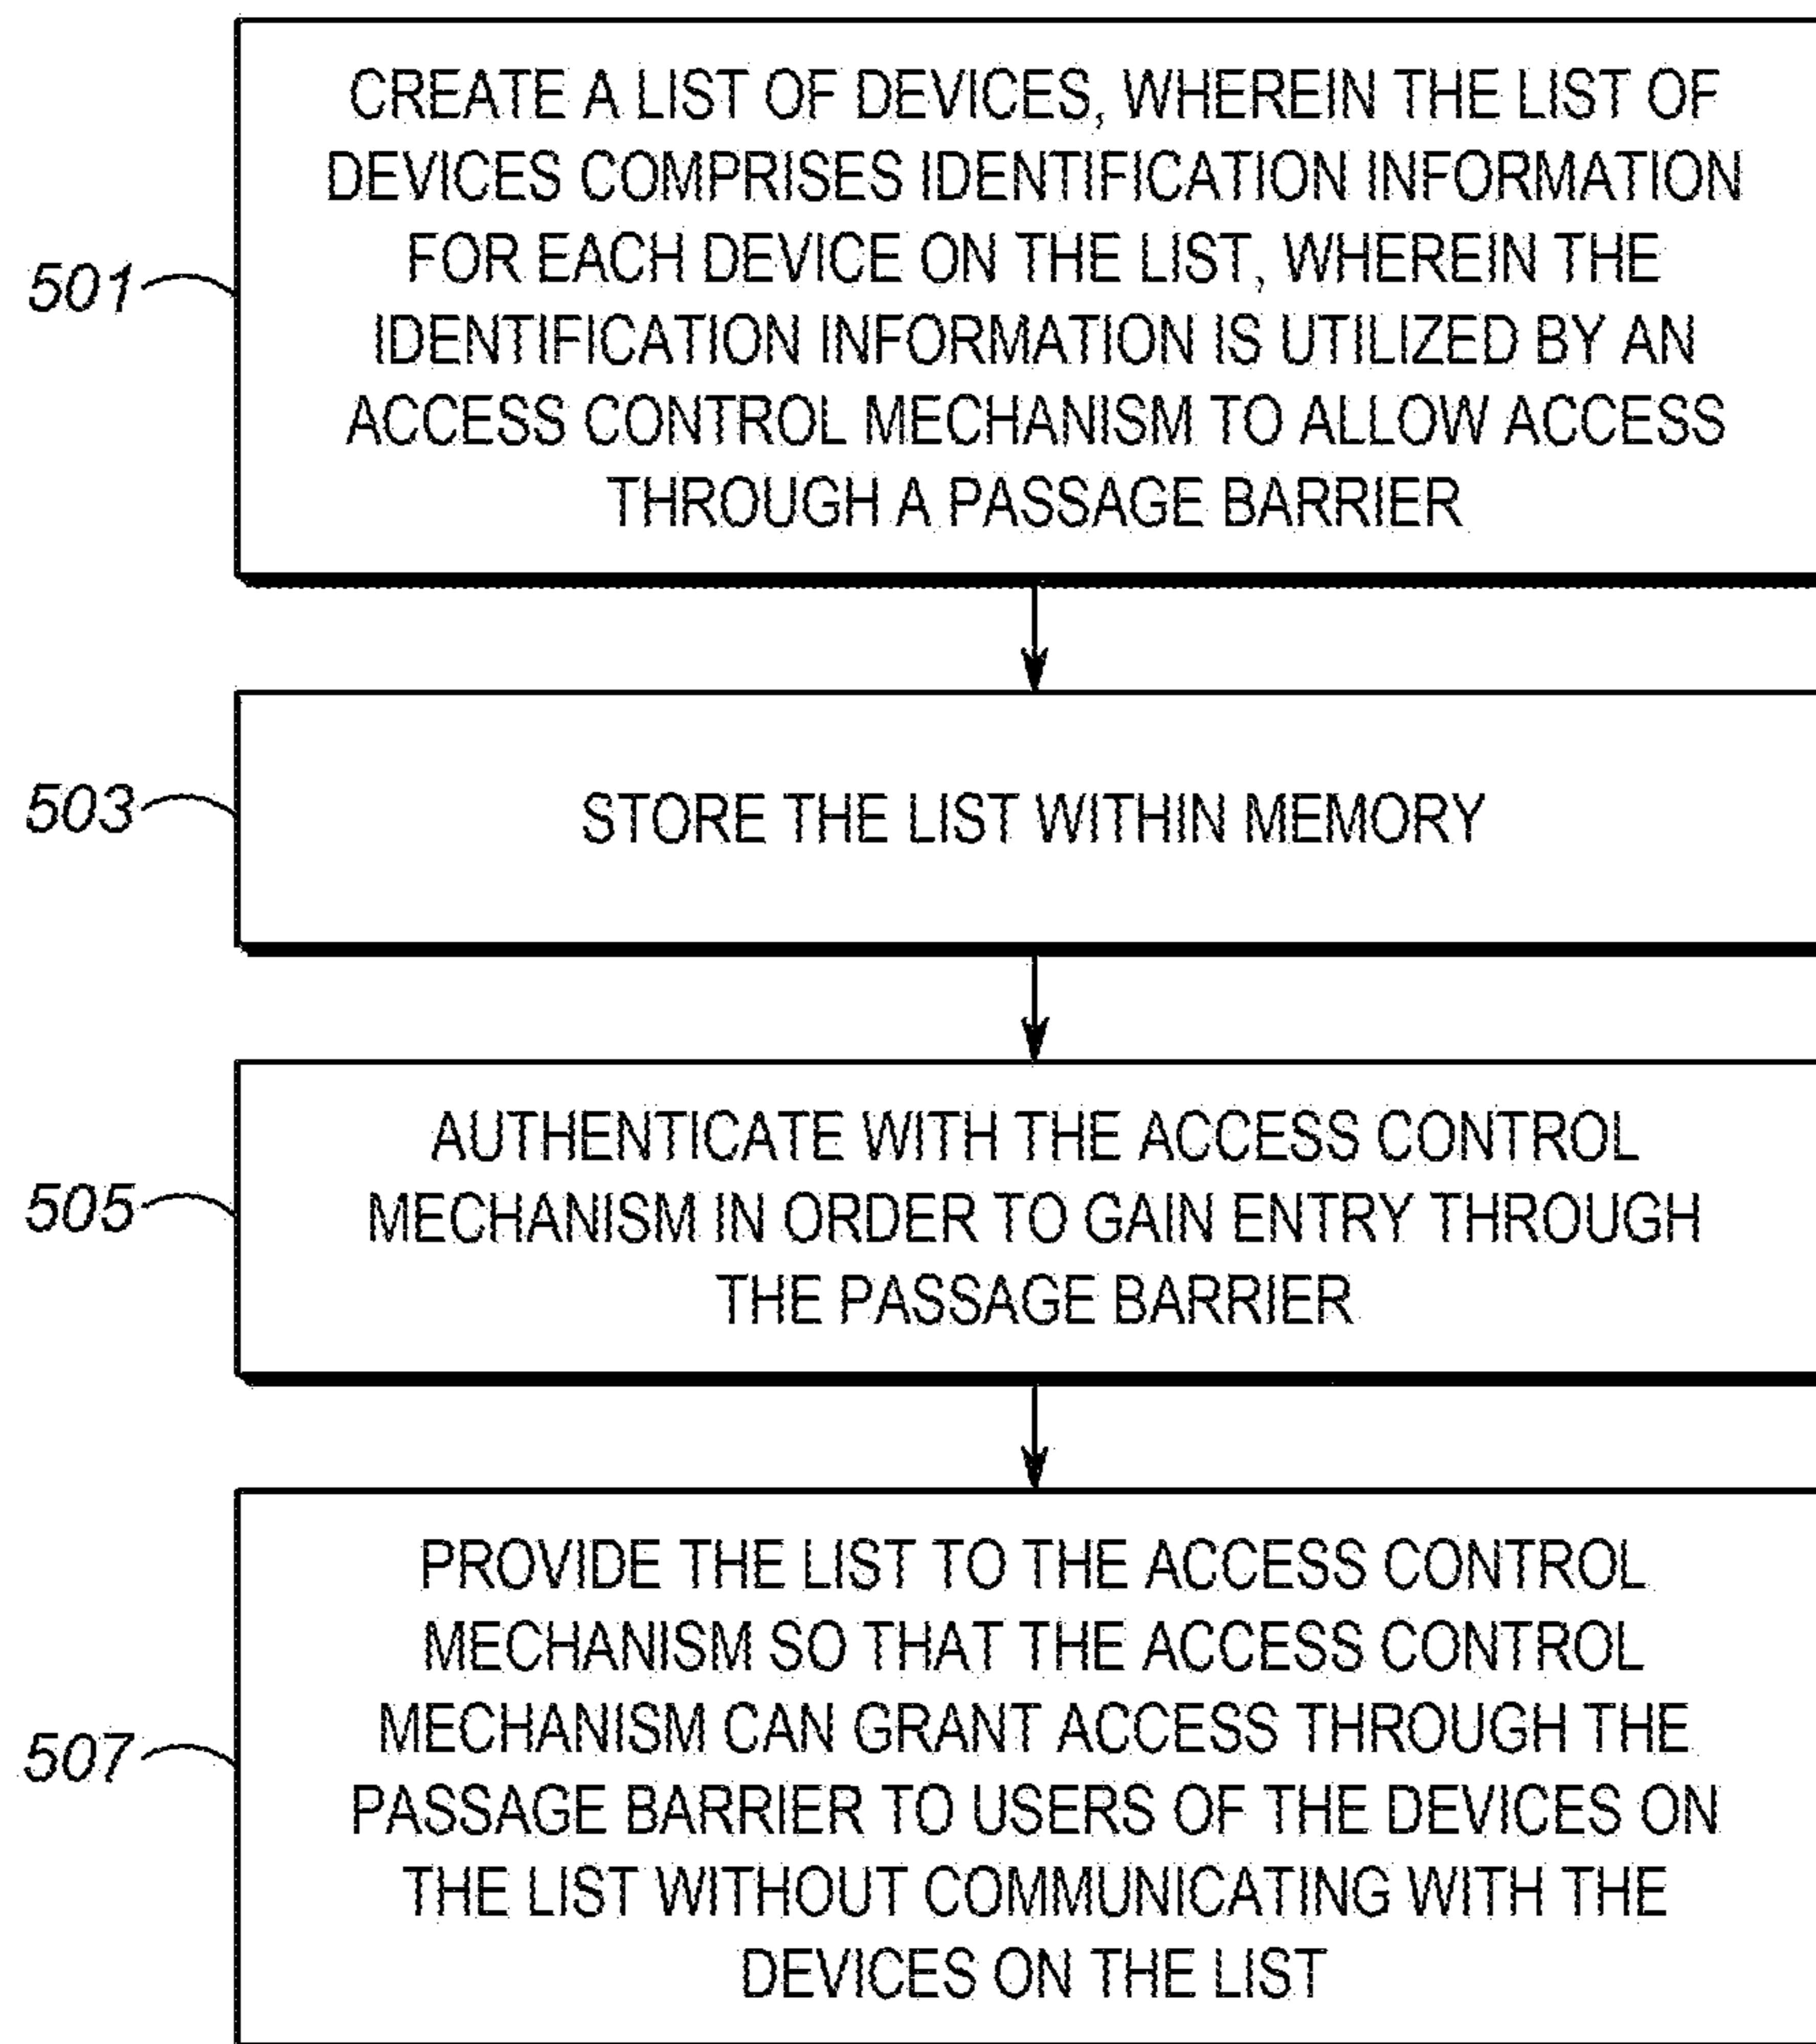 CREATE A LIST OF DEVICES, WHEREIN THE LIST OF
DEVICES COMPRISES IDENTIFICATION INFORMATION
FOR EACH DEVICE ON THE LIST, WHEREIN THE
501
IDENTIFICATION INFORMATION IS UTILIZED BY AN
ACCESS CONTROL MECHANISM TO ALLOW ACCESS
THROUGH A PASSAGE BARRIER
503
STORE THE LIST WITHIN MEMORY
AUTHENTICATE WITH THE ACCESS CONTROL
505
MECHANISM IN ORDER TO GAIN ENTRY THROUGH
THE PASSAGE BARRIER
PROVIDE THE LIST TO THE ACCESS CONTROL
MECHANISM SO THAT THE ACCESS CONTROL
MECHANISM CAN GRANT ACCESS THROUGH THE
507
PASSAGE BARRIER TO USERS OF THE DEVICES ON
THE LIST WITHOUT COMMUNICATING WITH THE
DEVICES ON THE LIST